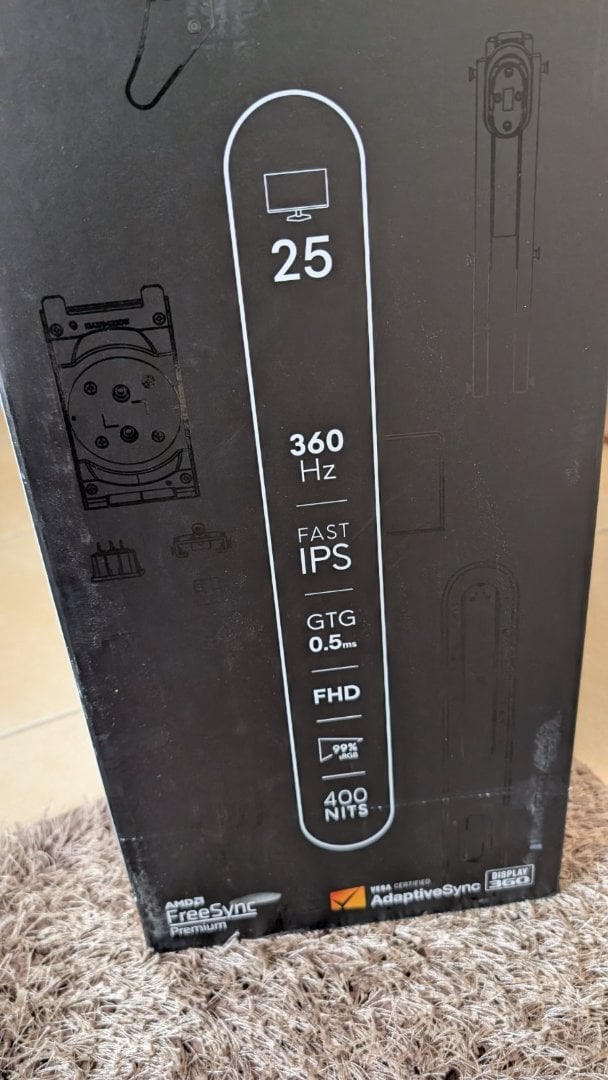 25
360
Hz
FAST
IPS
GTG
0.5ms
FHD
99%
sRGB
400
NITS
AMD
FreeSync
Premium
VESA CERTIFIED
AdaptiveSync
DISPLAY
360